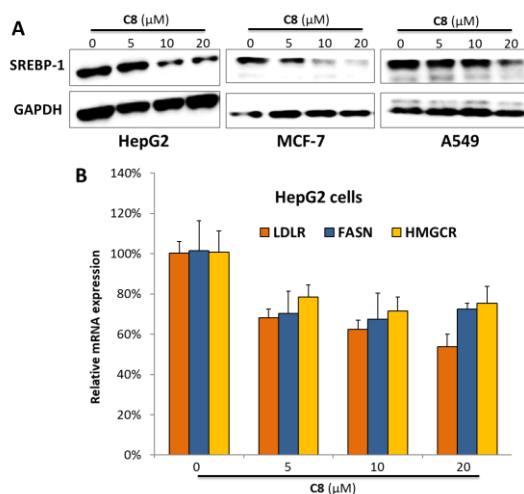 A
C8 (µM) C8 (µM) C8 (µM)
0 5 10 20 0 5 10 20 0 5 10 20
SREBP-1
GAPDH
HepG2 MCF-7 A549
B
HepG2 cells
LDLR FASN HMGCR
Relative mRNA expression
140%
120%
100%
80%
60%
40%
20%
0%
0 5 10 20
C8 (µM)